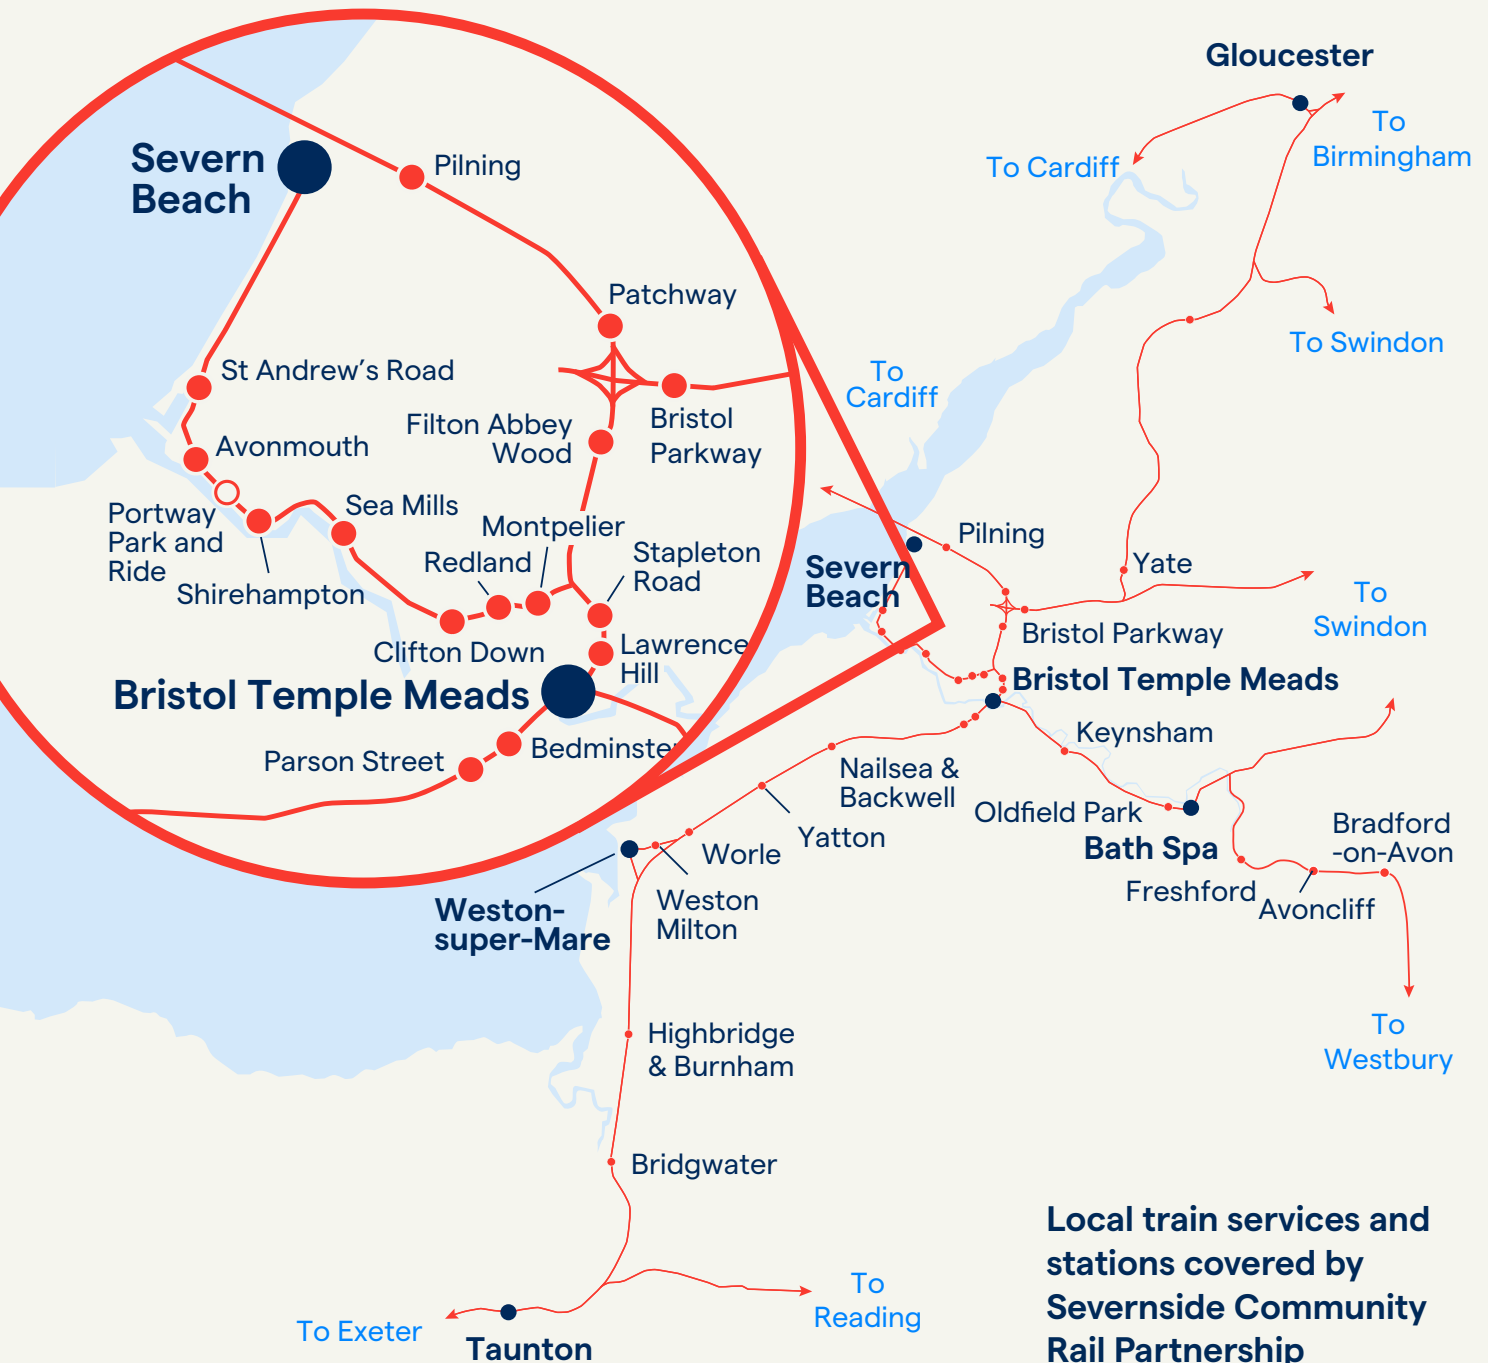 Gloucester
To
Birmingham
To Cardiff
To Swindon
Severn
Beach
Pilning
Patchway
St Andrew’s Road
To
Cardiff
Filton Abbey
Wood
Bristol
Parkway
Avonmouth
Portway
Park and
Ride
Sea Mills
Montpelier
Redland
Stapleton
Road
Shirehampton
Clifton Down
Lawrence
Hill
Bristol Temple Meads
Bedminster
Parson Street
Pilning
Severn
Beach
Yate
To
Swindon
Bristol Parkway
Bristol Temple Meads
Keynsham
Nailsea &
Backwell
Oldfield Park
Bath Spa
Bradford
-on-Avon
Yatton
Worle
Freshford
Avoncliff
Weston-
super-Mare
Weston
Milton
To
Westbury
Highbridge
& Burnham
Bridgwater
To
Reading
To Exeter
Taunton
Local train services and
stations covered by
Severnside Community
Rail Partnership